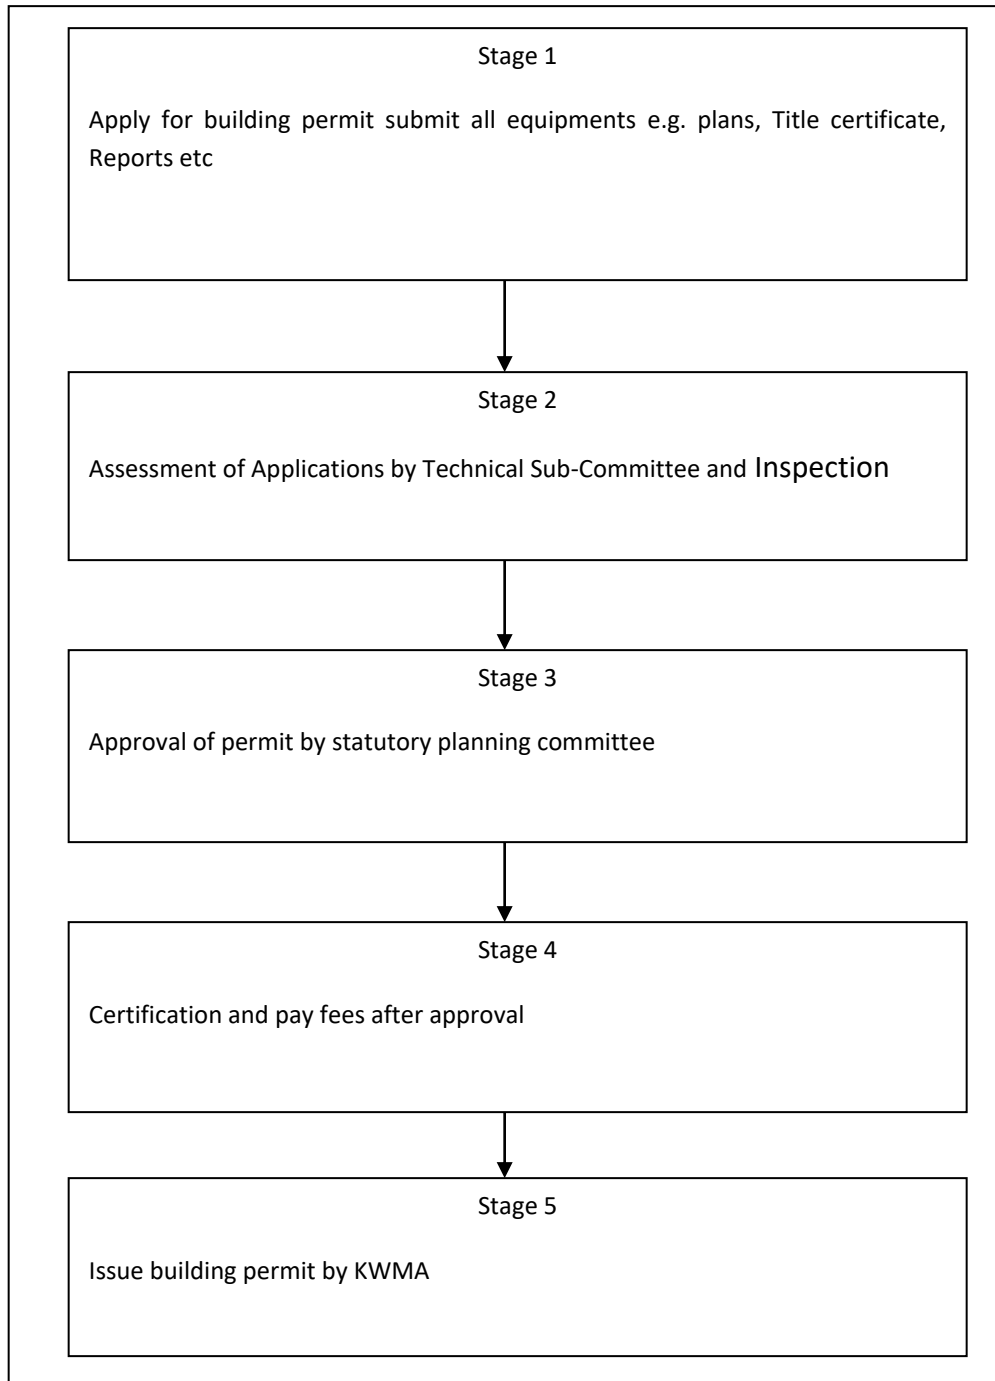 Stage 1
Apply for building permit submit all equipments e.g. plans, Title certificate,
Reports etc
Stage 2
Assessment of Applications by Technical Sub-Committee and Inspection
Stage 3
Approval of permit by statutory planning committee
Stage 4
Certification and pay fees after approval
Stage 5
Issue building permit by KWMA